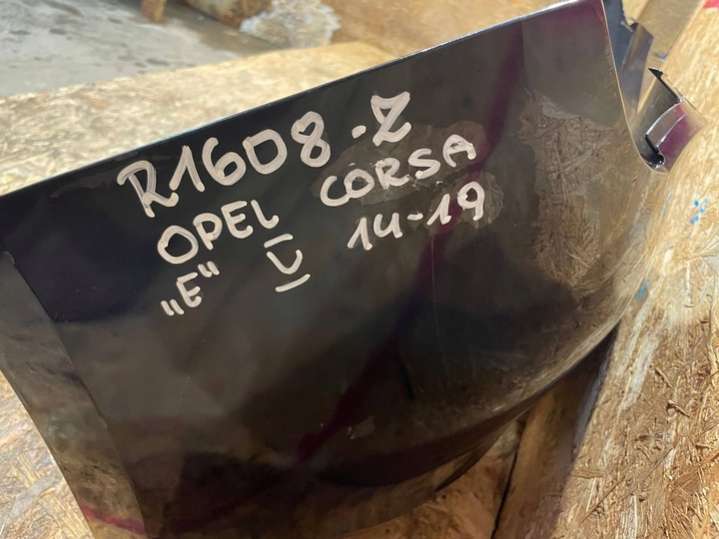 R1608.Z
OPEL CORSA
„E" V 14-19